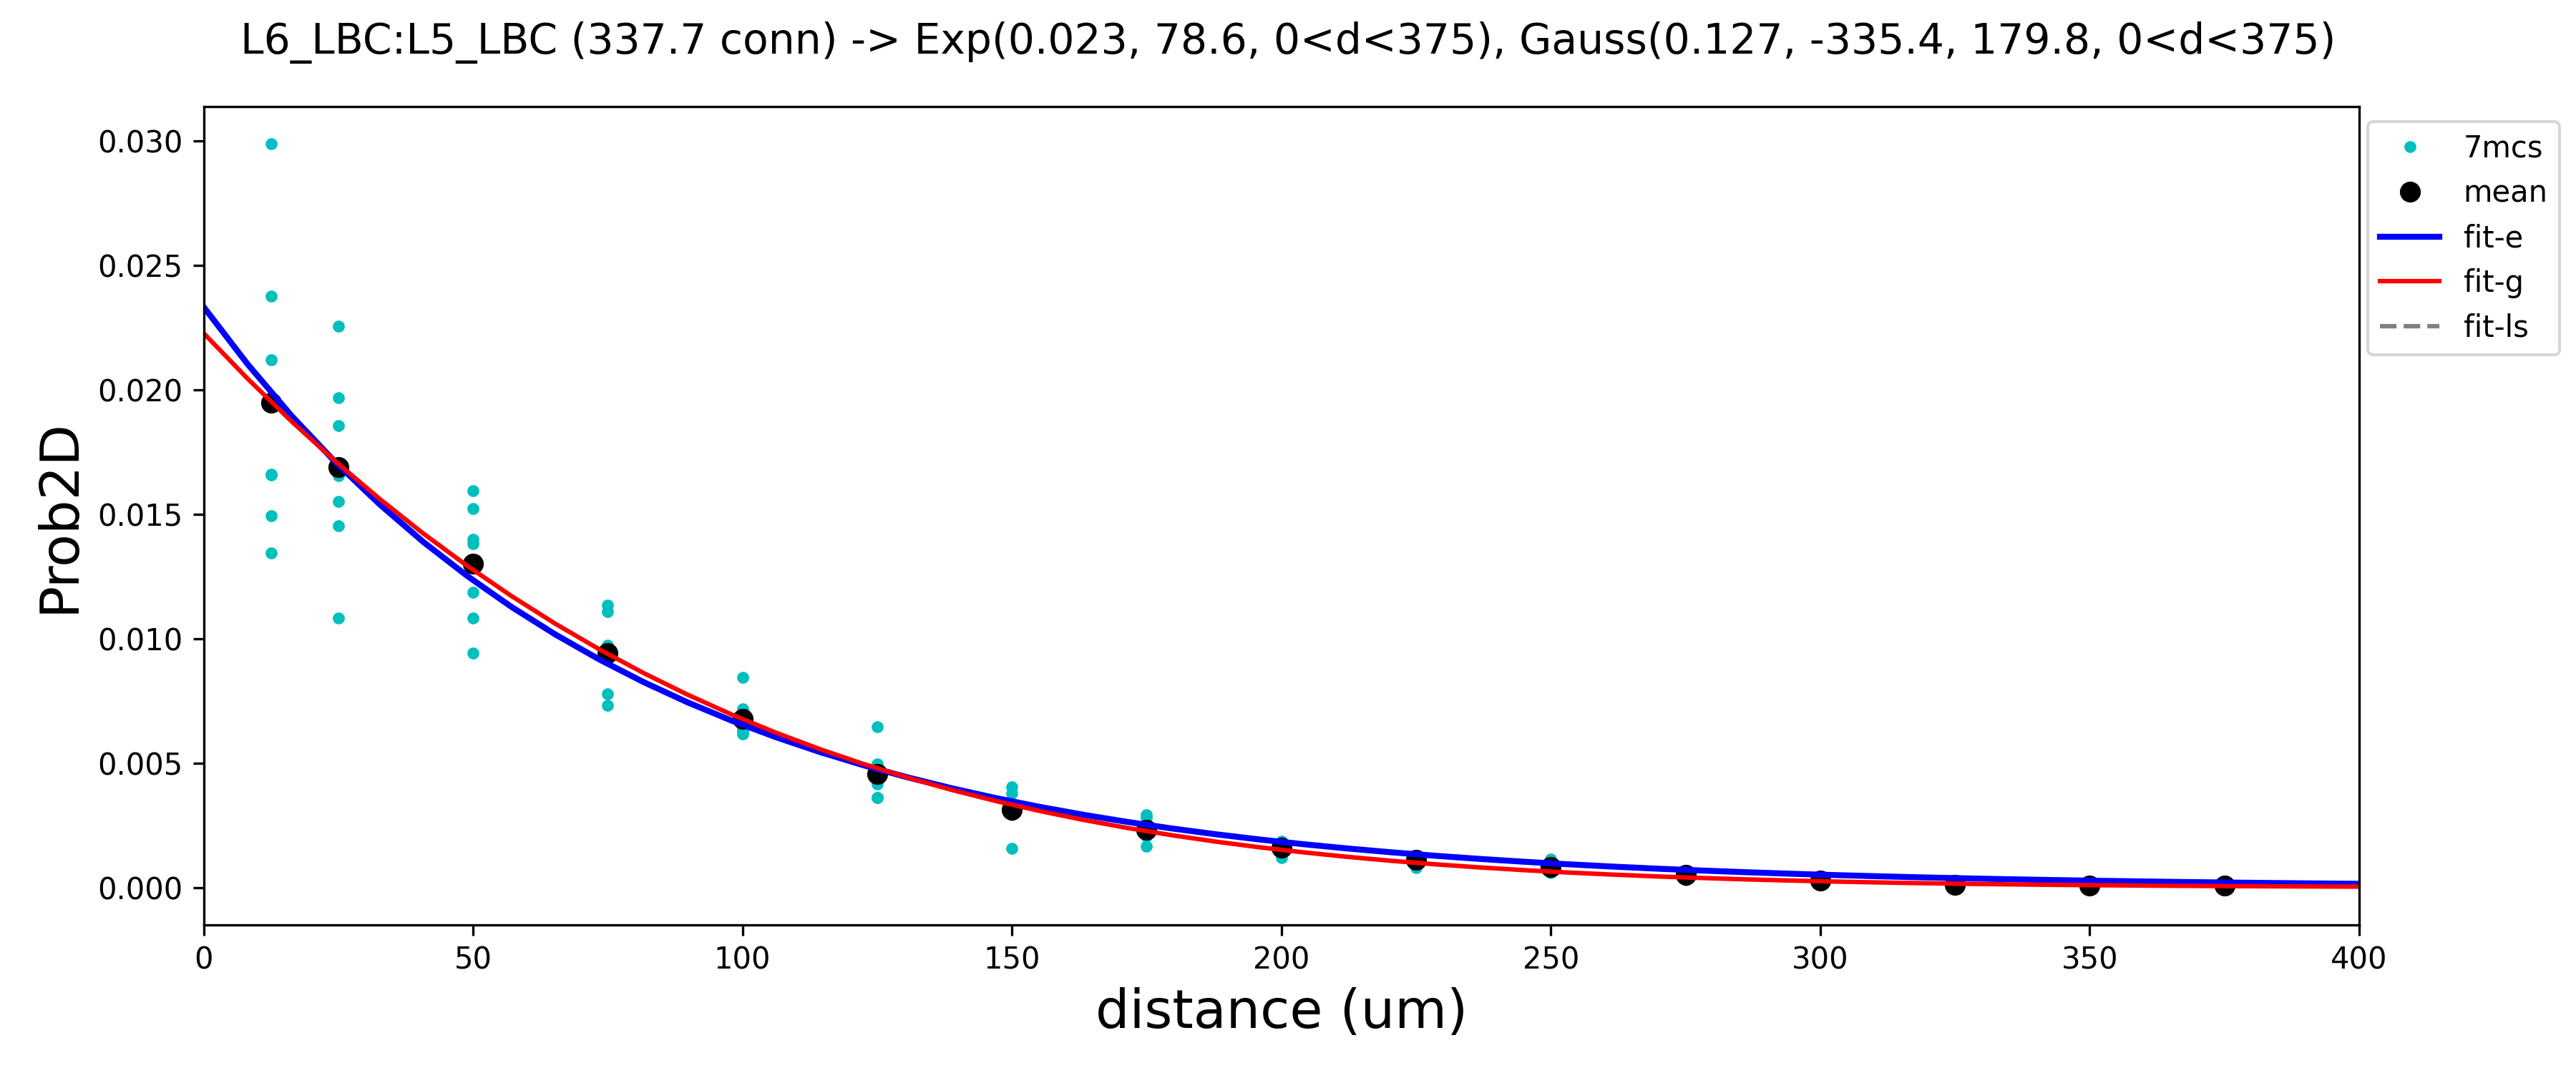 L6_LBC:L5_LBC (337.7 conn) -> Exp(0.023, 78.6, 0<d<375), Gauss(0.127, -335.4, 179.8, 0<d<375)
0.030
0.025
0.020
0.015
0.010
0.005
0.000
Prob2D
0 50 100 150 200 250 300 350 400
distance (um)
7mcs
mean
fit-e
fit-g
fit-ls